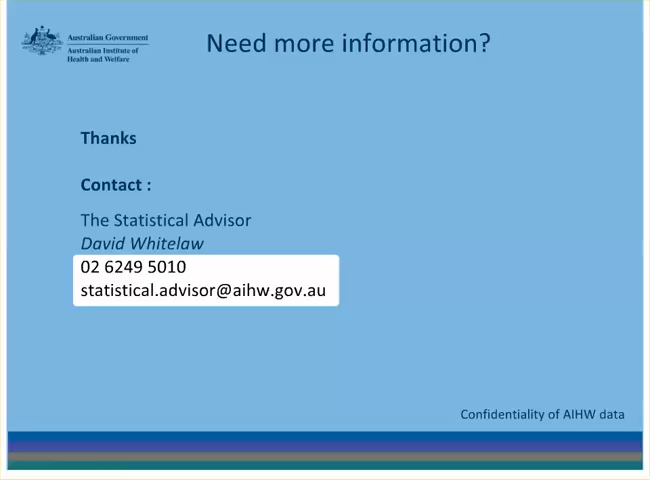 Australian Government
Australian Institute of
Health and Welfare
Need more information?
Thanks
Contact :
The Statistical Advisor
David Whitelaw
02 6249 5010
statistical.advisor@aihw.gov.au
Confidentiality of AIHW data